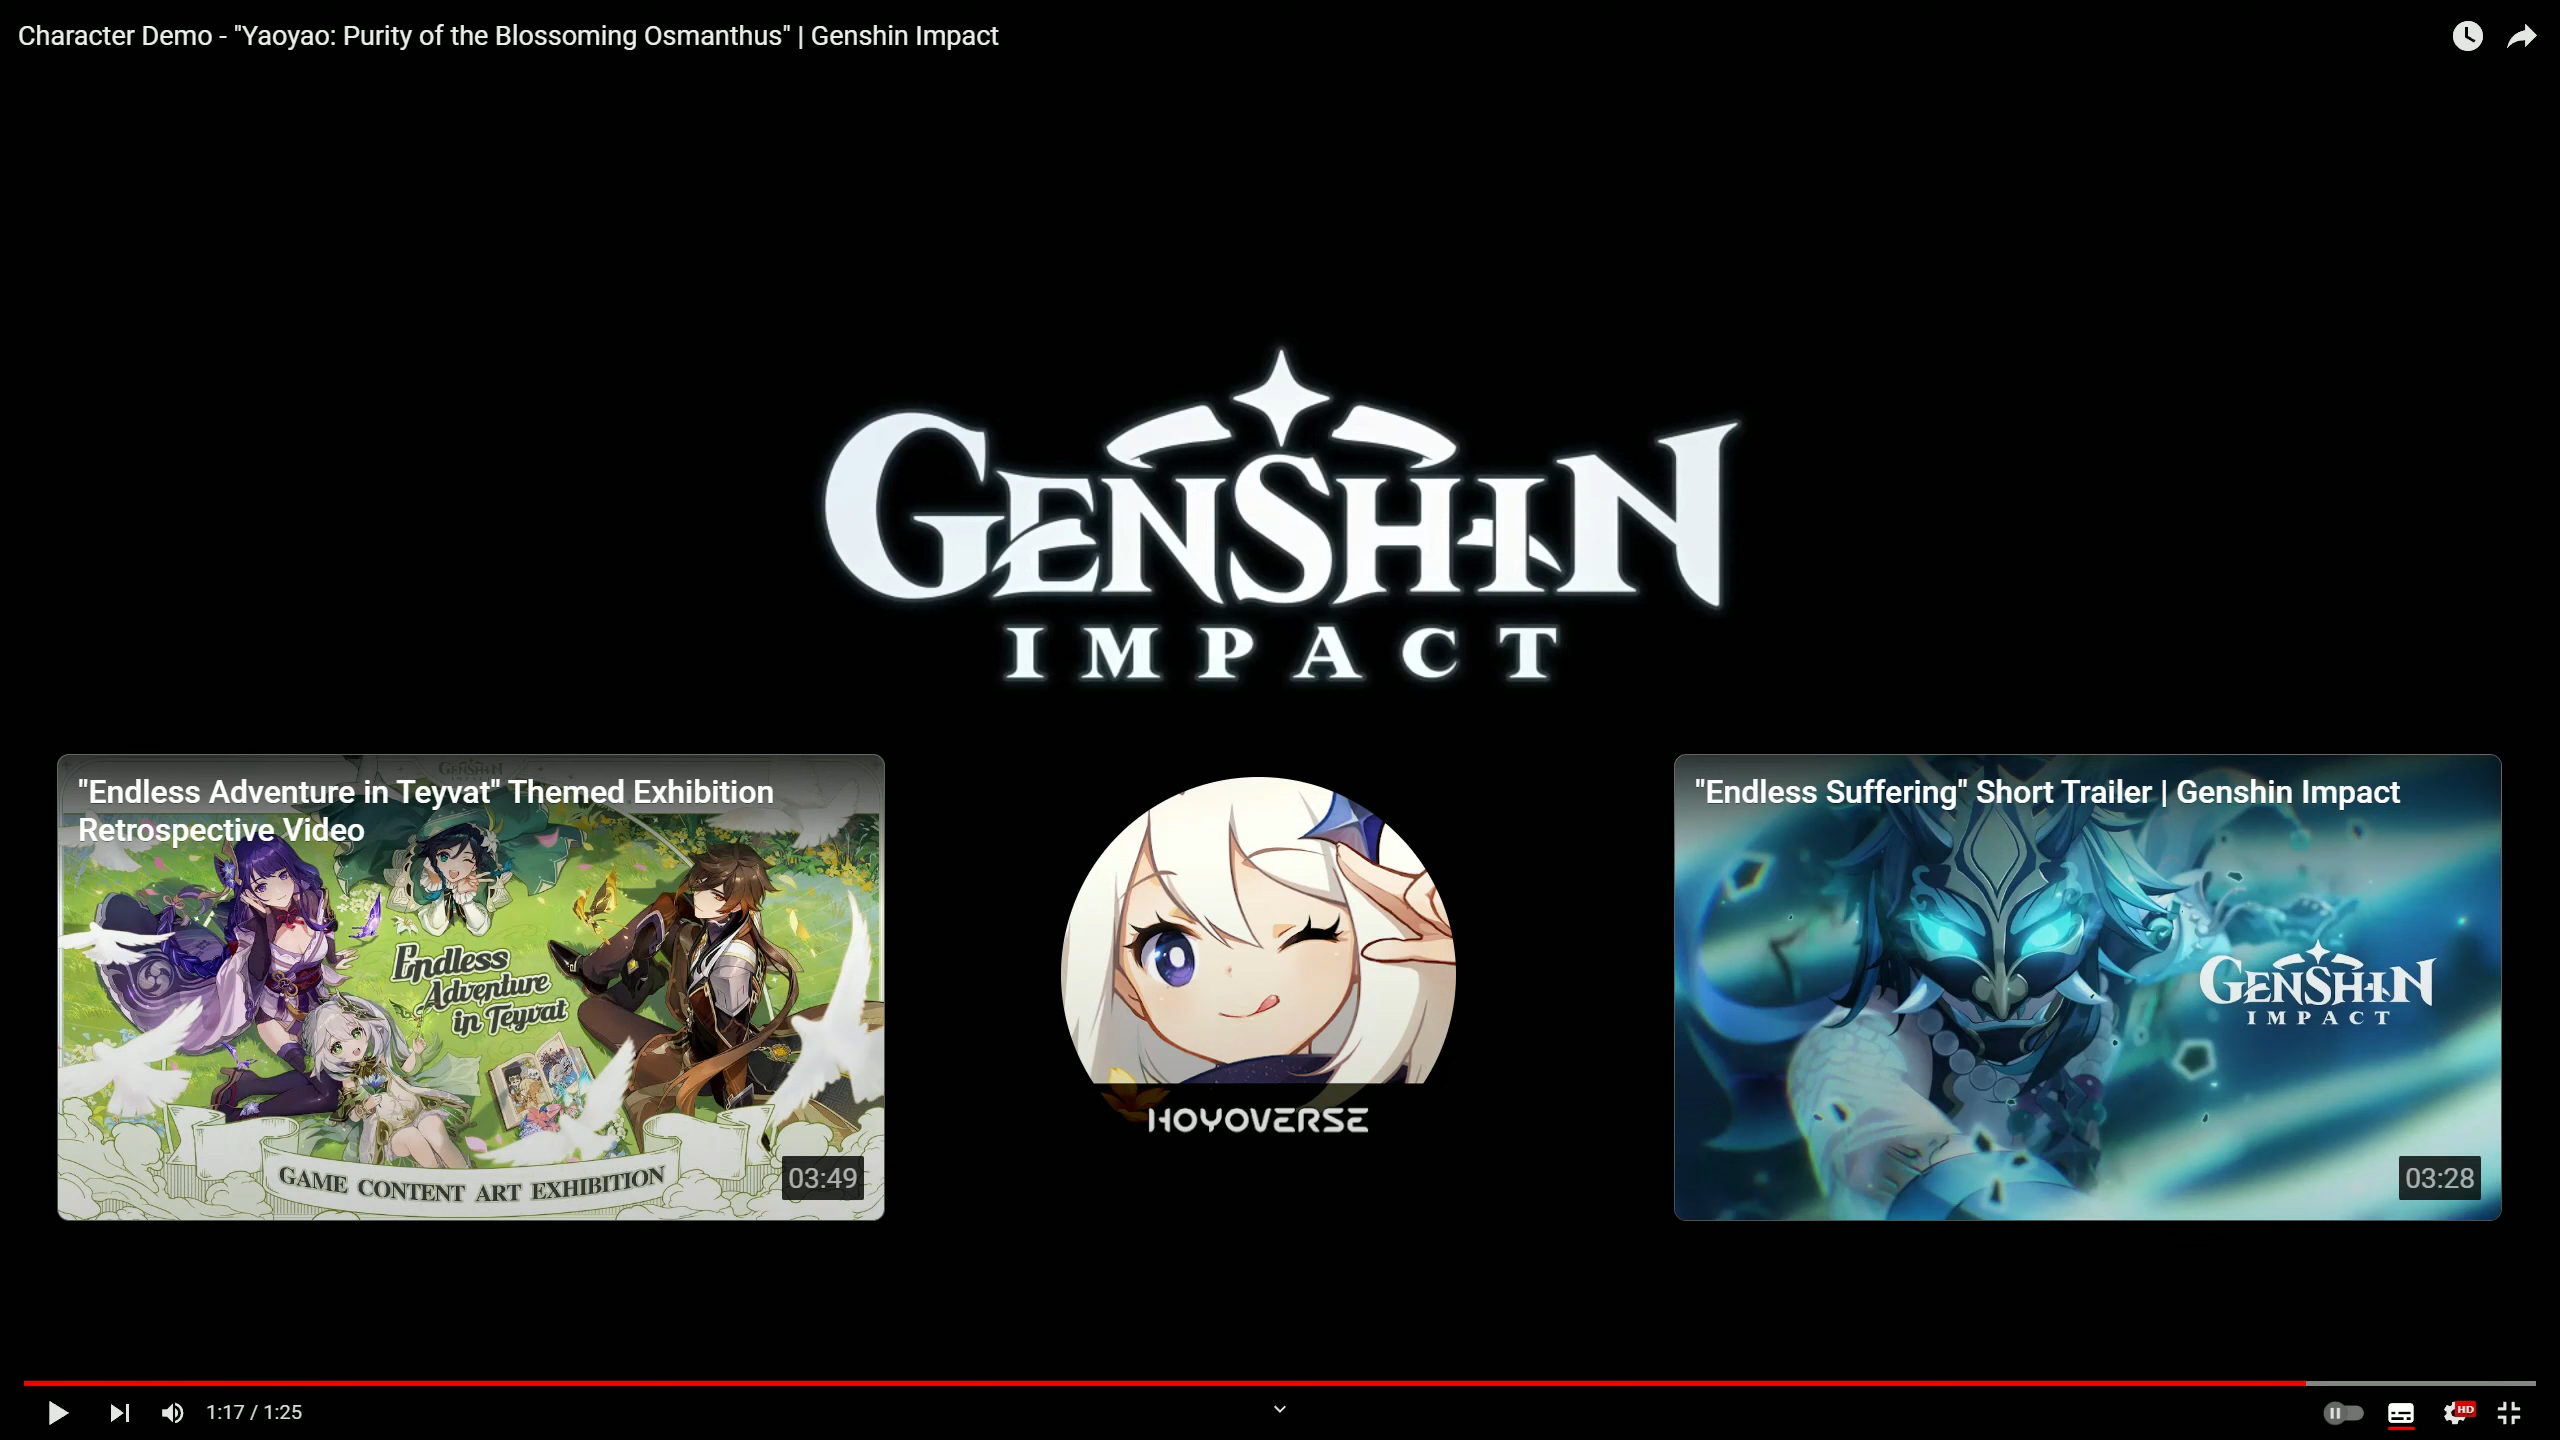 Character Demo - "Yaoyao: Purity of the Blossoming Osmanthus" | Genshin Impact
GENSHIN
IMPACT
GENSHIN
"Endless Adventure in Teyvat" Themed Exhibition
Retrospective Video
Endless
Adventure
in Teyvat
GAME CONTENT ART EXHIBITION
03:49
HOYOVERSE
"Endless Suffering" Short Trailer | Genshin Impact
GENSHIN
IMPACT
03:28
1:17 / 1:25
HD